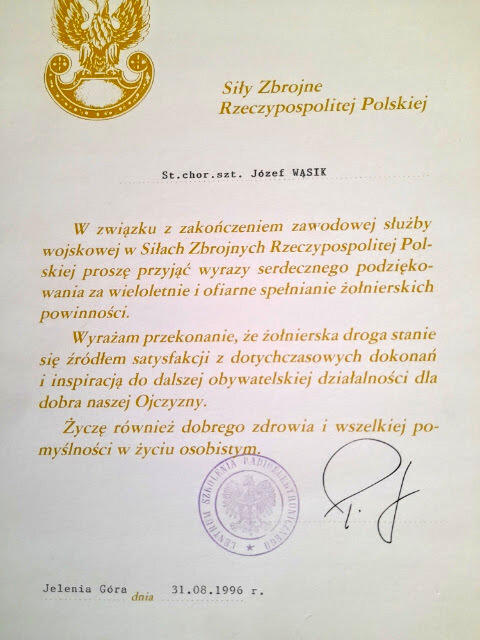 Siły Zbrojne
Rzeczypospolitej Polskiej
St.chor.szt. Józef WĄSIK
W związku z zakończeniem zawodowej służby
wojskowej w Siłach Zbrojnych Rzeczypospolitej Pol-
skiej proszę przyjąć wyrazy serdecznego podzięko-
wania za wieloletnie i ofiarne spełnianie żołnierskich
powinności.
Wyrażam przekonanie, że żołnierska droga stanie
się źródłem satysfakcji z dotychczasowych dokonań
i inspiracją do dalszej obywatelskiej działalności dla
dobra naszej Ojczyzny.
Życzę również dobrego zdrowia i wszelkiej po-
myślności w życiu osobistym.
CENTRUM SZKOLENIA RADIOELEKTRONICZNEGO
Jelenia Góra dnia 31.08.1996 r.